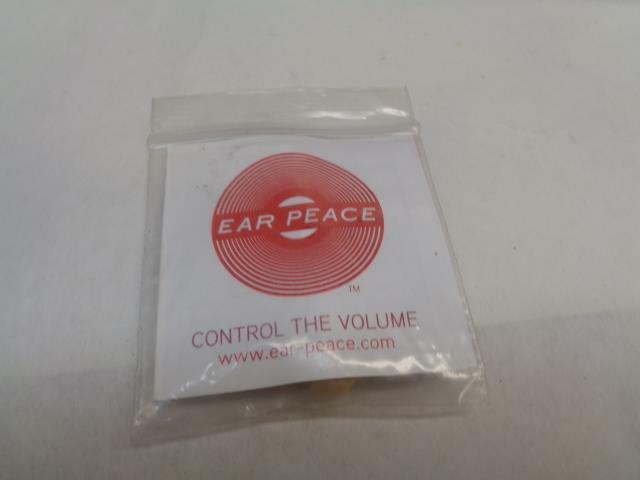 EAR PEACE
TM
CONTROL THE VOLUME
www.ear-peace.com